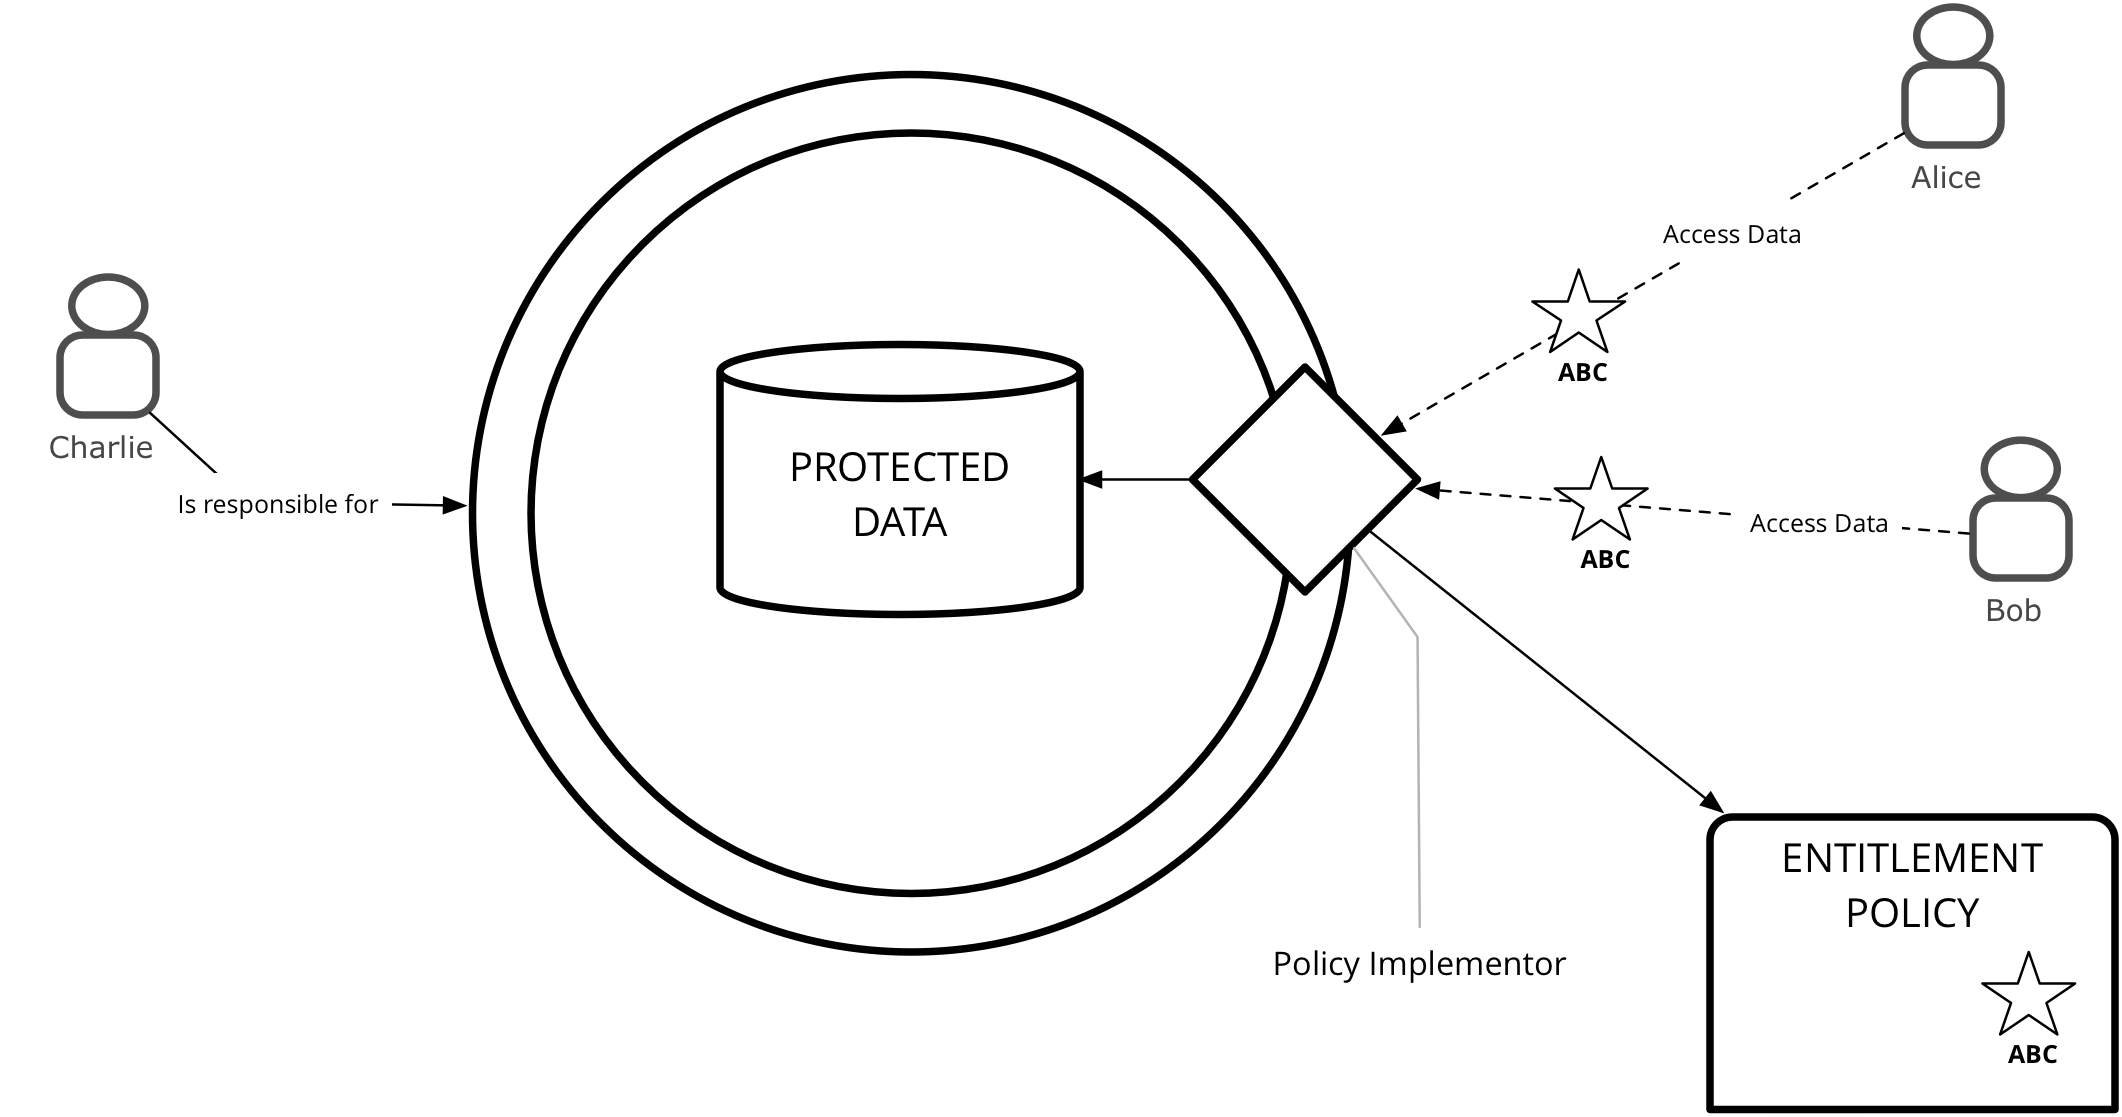 Alice
Access Data
ABC
Charlie
Is responsible for
PROTECTED
DATA
ABC
Access Data
Bob
Policy Implementor
ENTITLEMENT
POLICY
ABC